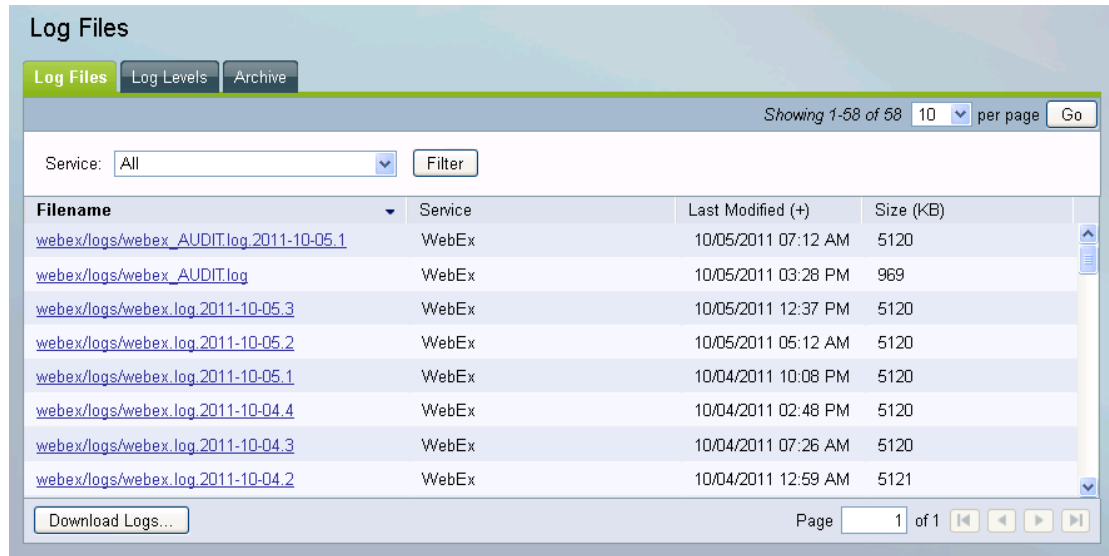 Log Files
Log Files Log Levels Archive
Showing 1-58 of 58 10 per page Go
Service: All Filter
Filename Service Last Modified (+) Size (KB)
webex/logs/webex_AUDIT.log.2011-10-05.1 WebEx 10/05/2011 07:12 AM 5120
webex/logs/webex_AUDIT.log WebEx 10/05/2011 03:28 PM 969
webex/logs/webex.log.2011-10-05.3 WebEx 10/05/2011 12:37 PM 5120
webex/logs/webex.log.2011-10-05.2 WebEx 10/05/2011 05:12 AM 5120
webex/logs/webex.log.2011-10-05.1 WebEx 10/04/2011 10:08 PM 5120
webex/logs/webex.log.2011-10-04.4 WebEx 10/04/2011 02:48 PM 5120
webex/logs/webex.log.2011-10-04.3 WebEx 10/04/2011 07:26 AM 5120
webex/logs/webex.log.2011-10-04.2 WebEx 10/04/2011 12:59 AM 5121
Download Logs... Page 1 of 1